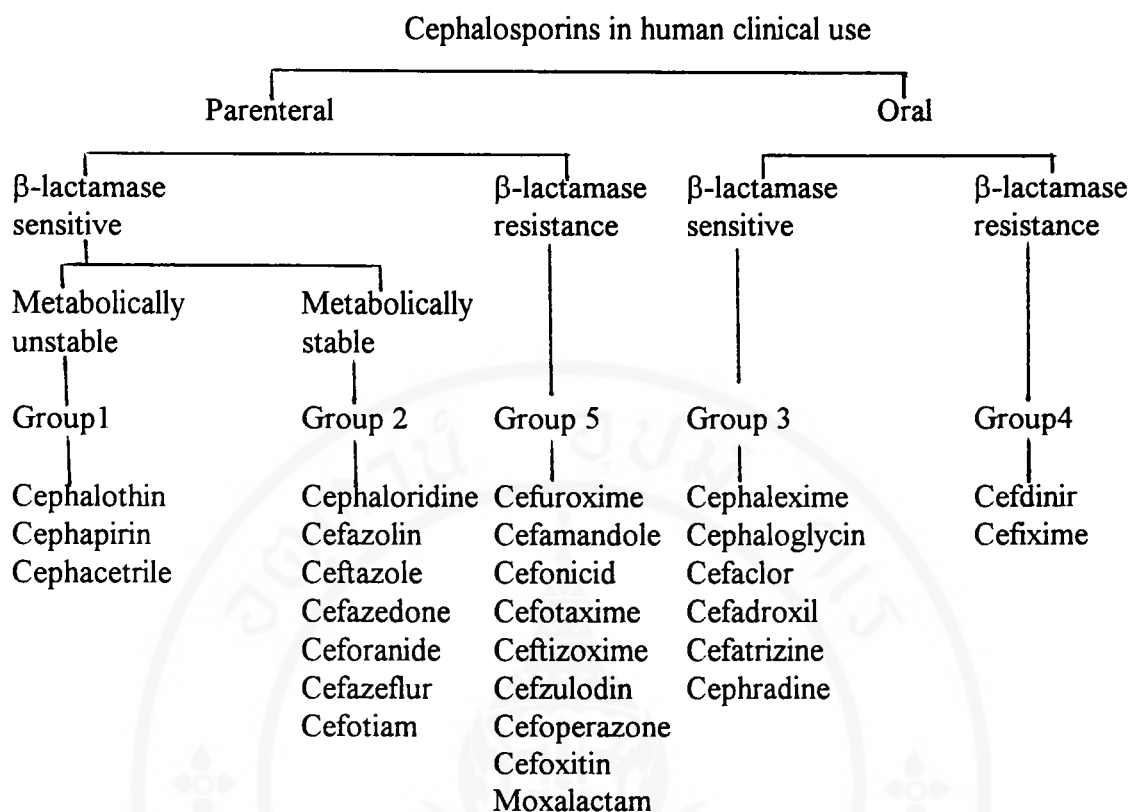 Cephalosporins in human clinical use
Parenteral
Oral
β-lactamase
sensitive
β-lactamase
resistance
β-lactamase
sensitive
β-lactamase
resistance
Metabolically
unstable
Metabolically
stable
Group1
Group 2
Group 5
Group 3
Group4
Cephalothin
Cephapirin
Cephacetrile
Cephaloridine
Cefazolin
Ceftazole
Cefazedone
Ceforanide
Cefazeflur
Cefotiam
Cefuroxime
Cefamandole
Cefonicid
Cefotaxime
Ceftizoxime
Cefzulodin
Cefoperazone
Cefoxitin
Moxalactam
Cephalexime
Cephaloglycin
Cefaclor
Cefadroxil
Cefatrizine
Cephradine
Cefdinir
Cefixime